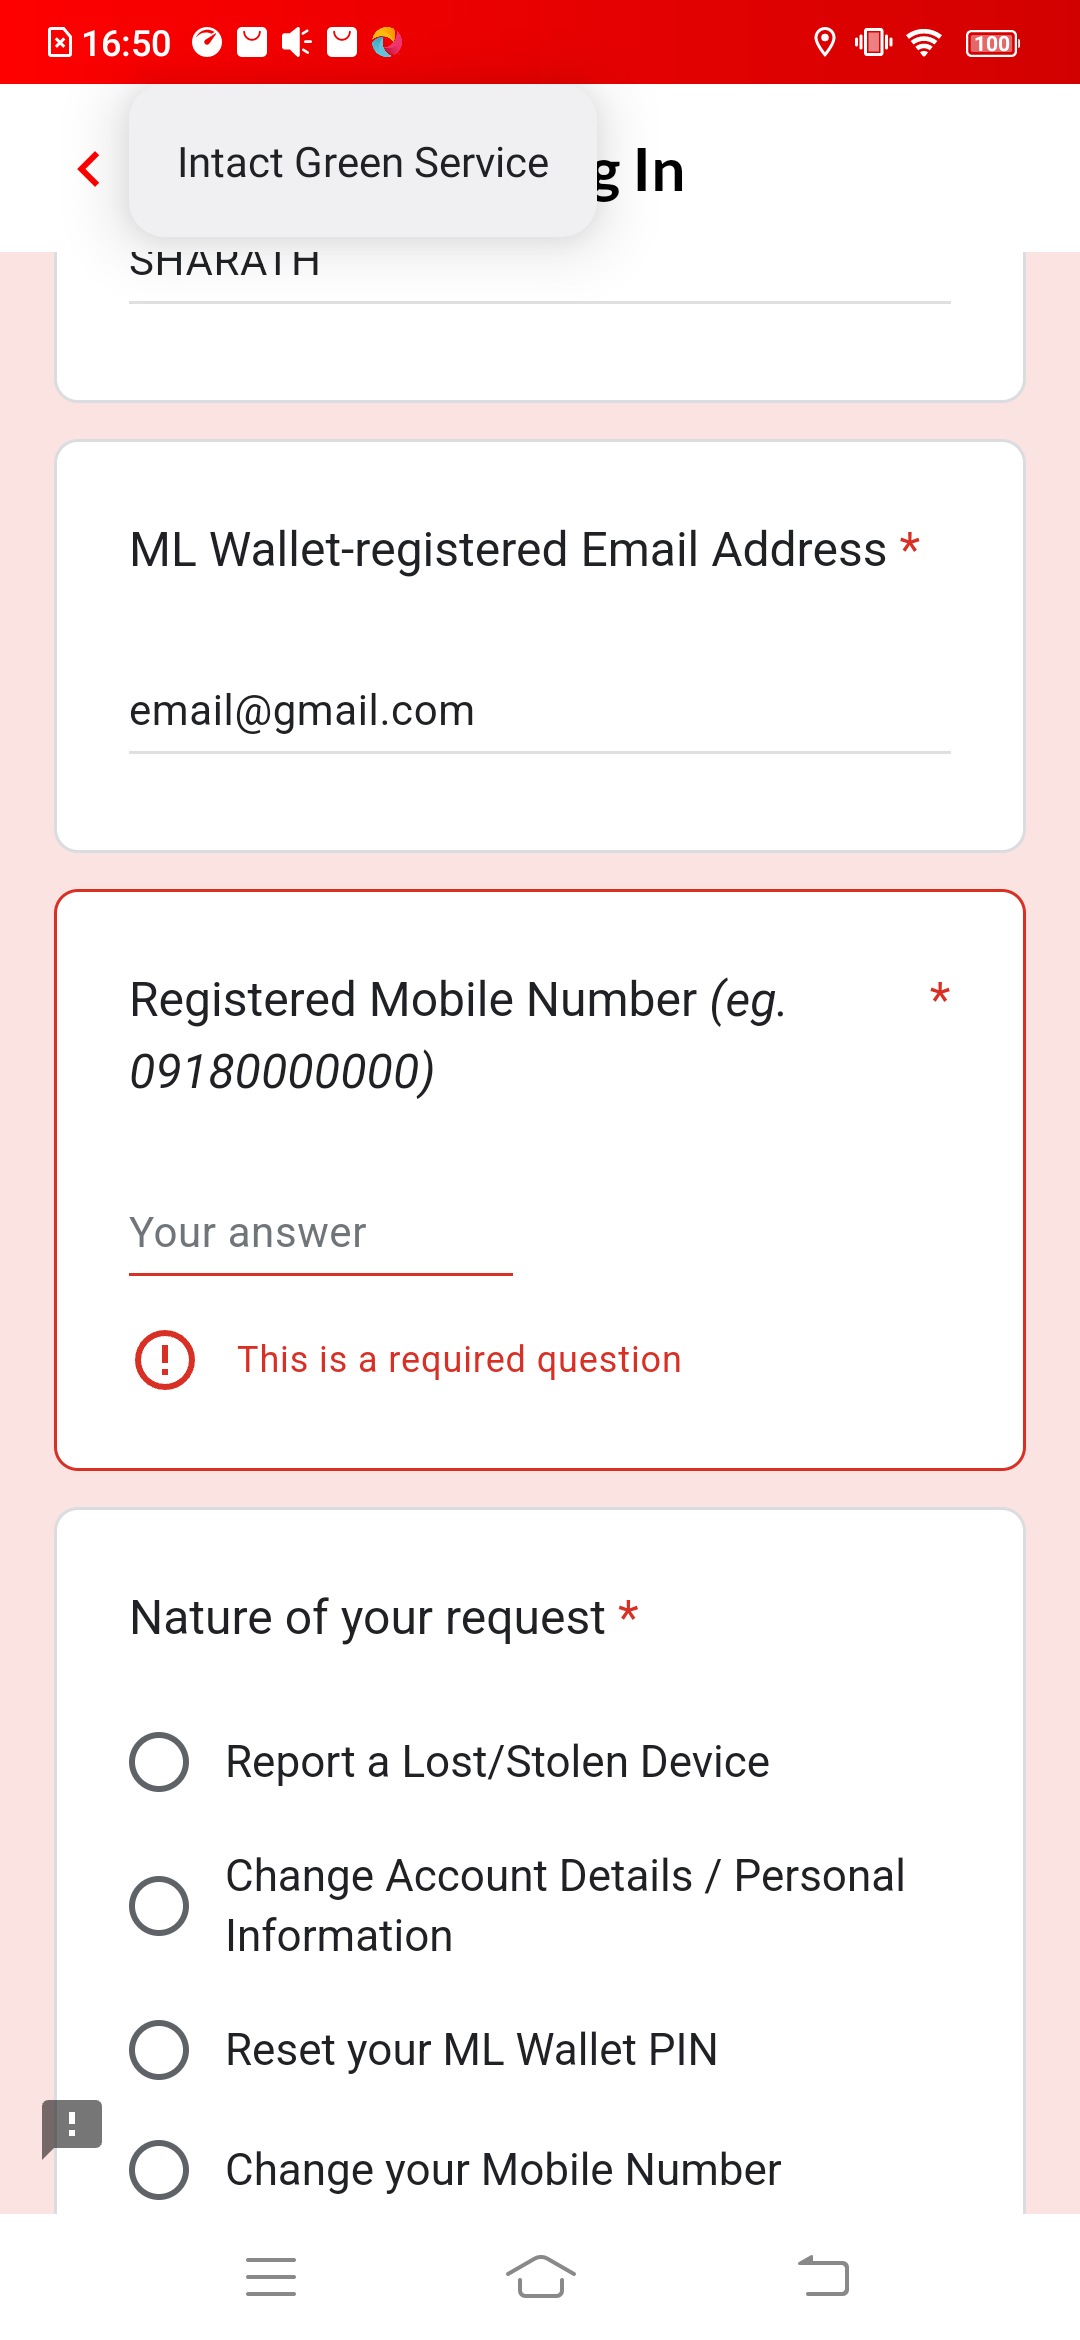 16:50
100
Intact Green Service
g In
SHARATH
ML Wallet-registered Email Address *
email@gmail.com
Registered Mobile Number (eg. *
09180000000)
Your answer
This is a required question
Nature of your request *
Report a Lost/Stolen Device
Change Account Details / Personal
Information
Reset your ML Wallet PIN
Change your Mobile Number